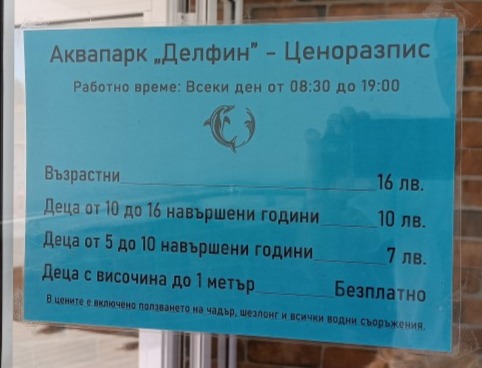 Аквапарк „Делфин” - Ценоразпис
Работно време: Всеки ден от 08:30 до 19:00
Възрастни 16 лв.
Деца от 10 до 16 навършени години 10 лв.
Деца от 5 до 10 навършени години 7 лв.
Деца с височина до 1 метър Безплатно
В цените е включено ползването на чадър, шезлонг и всички водни съоръжения.